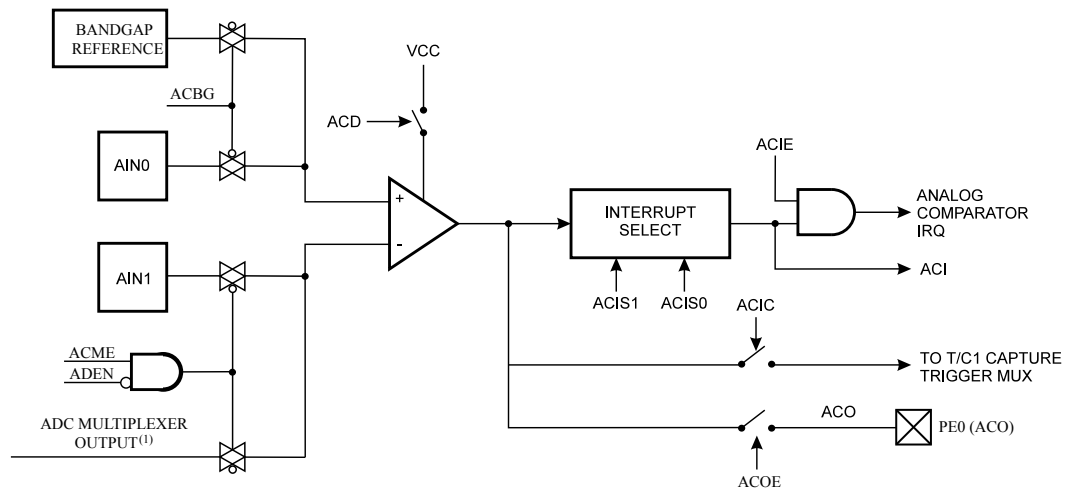 BANDGAP
REFERENCE
VCC
ACBG
ACD
AIN0
ACIE
+
-
INTERRUPT
SELECT
ANALOG
COMPARATOR
IRQ
AIN1
ACI
ACIS1
ACIS0
ACIC
ACME
ADEN
TO T/C1 CAPTURE
TRIGGER MUX
ADC MULTIPLEXER
OUTPUT(1)
ACO
PE0 (ACO)
ACOE